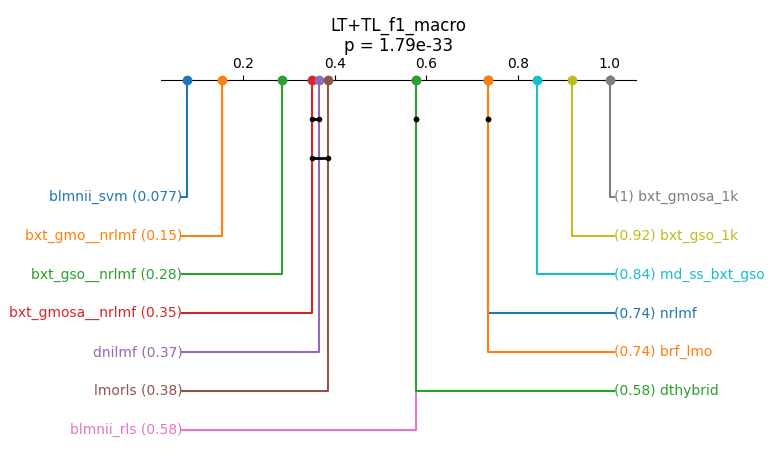 LT+TL_f1_macro
p = 1.79e-33
0.2 0.4 0.6 0.8 1.0
blmnii_svm (0.077) (1) bxt_gmosa_1k
bxt_gmo__nrlmf (0.15) (0.92) bxt_gso_1k
bxt_gso__nrlmf (0.28) (0.84) md_ss_bxt_gso
bxt_gmosa__nrlmf (0.35) (0.74) nrlmf
dnilmf (0.37) (0.74) brf_lmo
lmorls (0.38) (0.58) dthybrid
blmnii_rls (0.58)